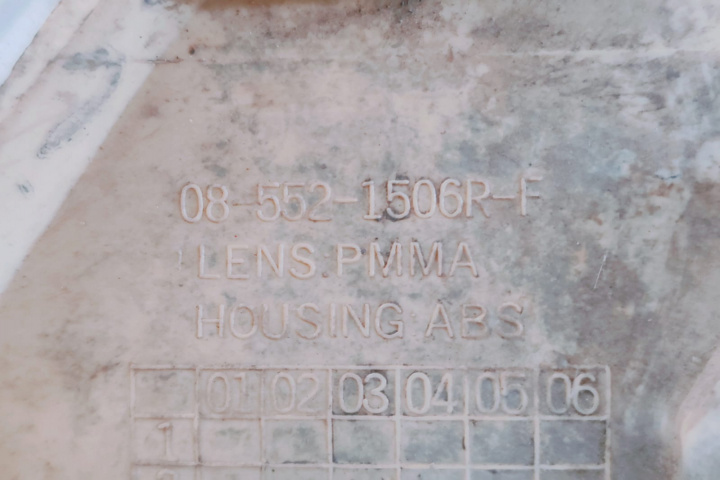 08-552-1506R-F
LENS:PMMA
HOUSING ABS
01 02 03 04 05 06
1